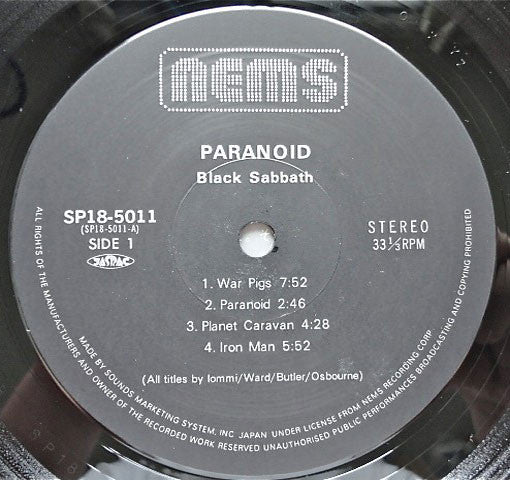 nems
PARANOID
Black Sabbath
SP18-5011
(SP18-5011-A)
SIDE 1
JASRAC
STEREO
33⅓RPM
1. War Pigs 7:52
2. Paranoid 2:46
3. Planet Caravan 4:28
4. Iron Man 5:52
(All titles by Iommi/Ward/Butler/Osbourne)
ALL RIGHTS OF THE MANUFACTURERS AND OWNER OF THE RECORDED WORK RESERVED UNAUTHORISED PUBLIC PERFORMANCES BROADCASTING AND COPYING PROHIBITED
MADE BY SOUNDS MARKETING SYSTEM, INC JAPAN UNDER LICENSE FROM NEMS RECORDING CORP.